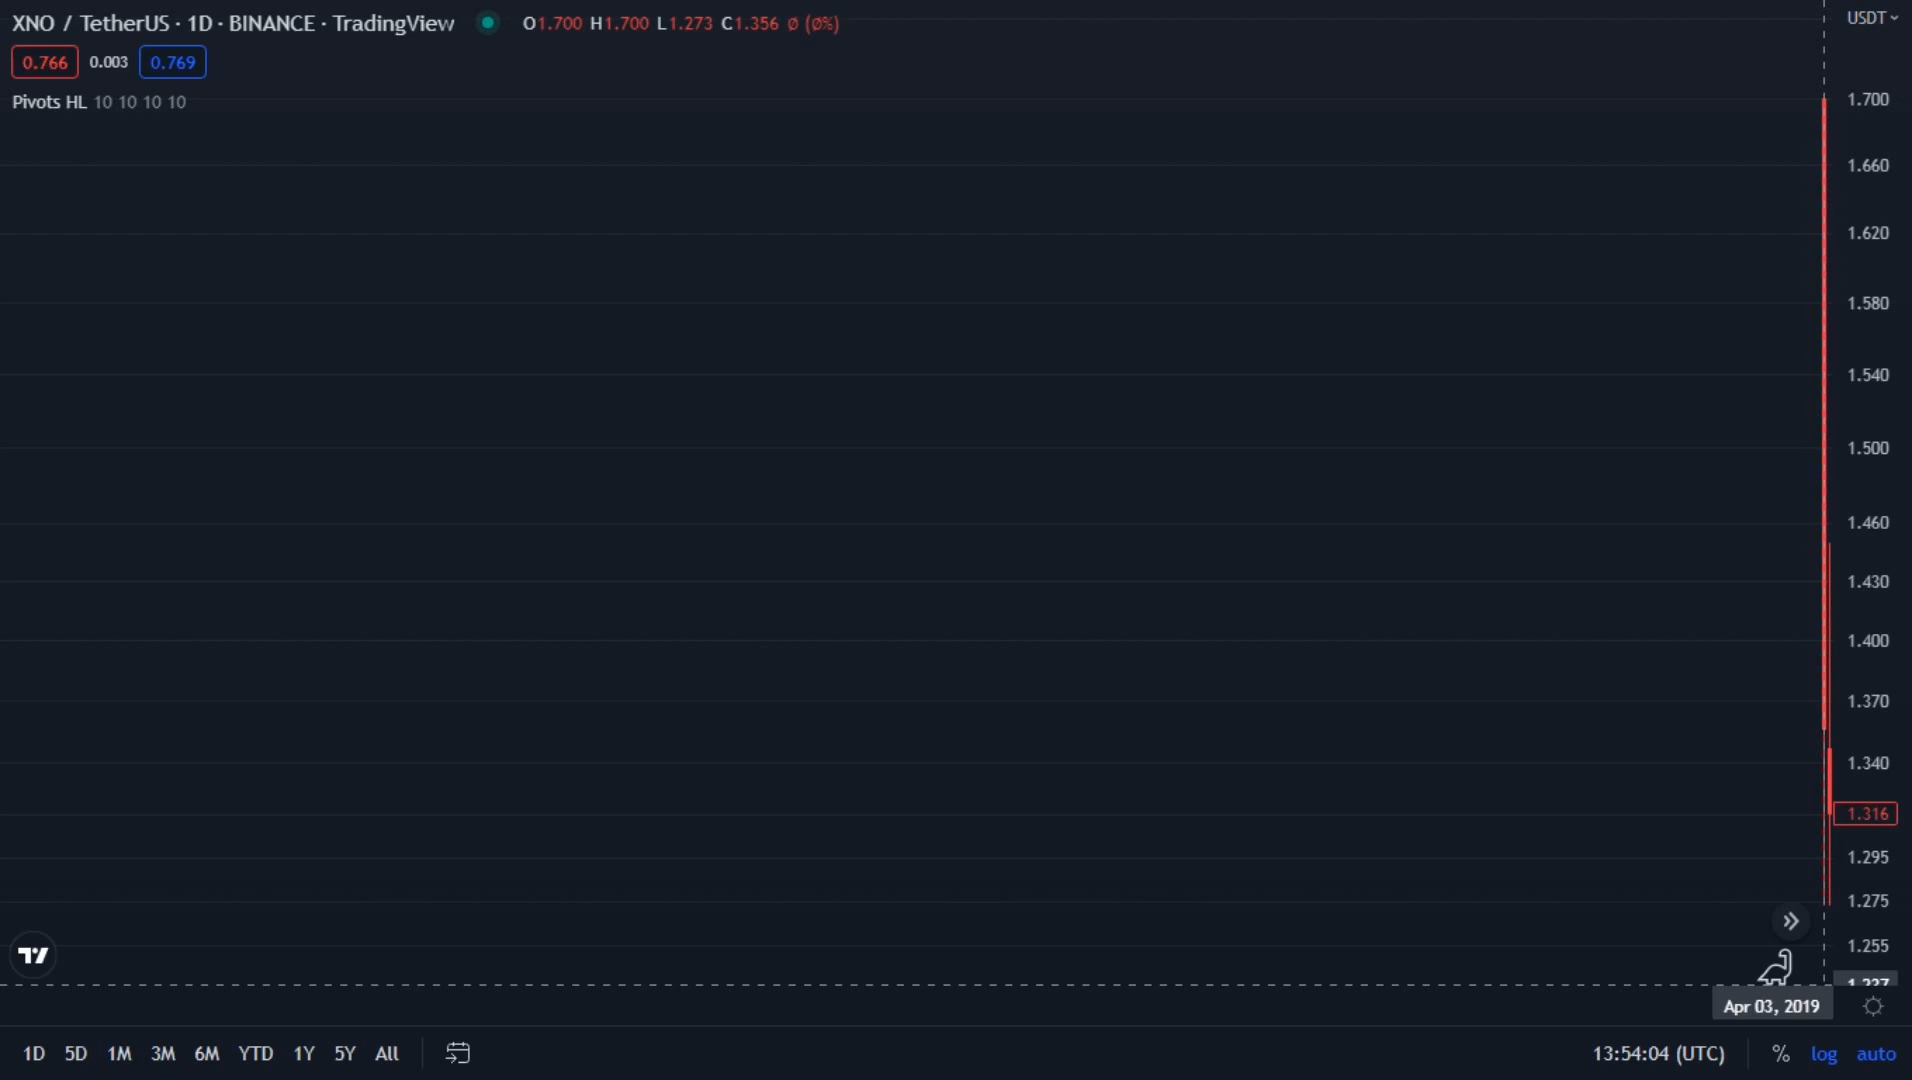 XNO / TetherUS · 1D · BINANCE · TradingView O1.700 H1.700 L1.273 C1.356 ∅ (∅%)
USDT
0.766 0.003 0.769
Pivots HL 10 10 10 10
1.700
1.660
1.620
1.580
1.540
1.500
1.460
1.430
1.400
1.370
1.340
1.316
1.295
1.275
1.255
1.237
Apr 03, 2019
1D 5D 1M 3M 6M YTD 1Y 5Y All 13:54:04 (UTC) % log auto